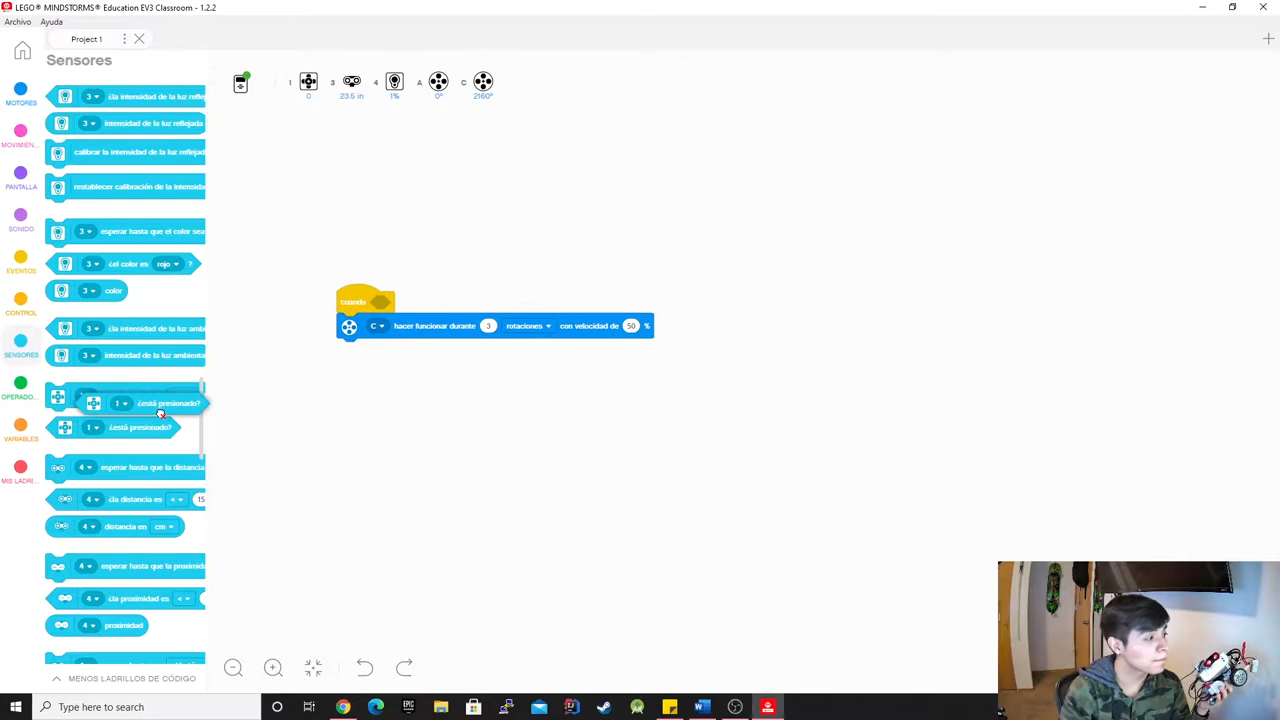 LEGO® MINDSTORMS® Education EV3 Classroom - 1.2.2
Archivo Ayuda
Project 1
Sensores
1 3 4 A C
0 23.5 in 1% 0° 2160°
MOTORES
MOVIMIEN...
PANTALLA
SONIDO
EVENTOS
CONTROL
SENSORES
OPERADO...
VARIABLES
MIS LADRI...
3 ¿la intensidad de la luz refle
3 intensidad de la luz reflejada
calibrar la intensidad de la luz reflejad
restablecer calibración de la intensida
3 esperar hasta que el color sea
3 ¿el color es rojo ?
3 color
3 ¿la intensidad de la luz amb
3 intensidad de la luz ambienta
1 ¿está presionado?
1 ¿está presionado?
4 esperar hasta que la distancia
4 ¿la distancia es < 15
4 distancia en cm
4 esperar hasta que la proximida
4 ¿la proximidad es <
4 proximidad
cuando
C hacer funcionar durante 3 rotaciones con velocidad de 50 %
MENOS LADRILLOS DE CÓDIGO
Type here to search